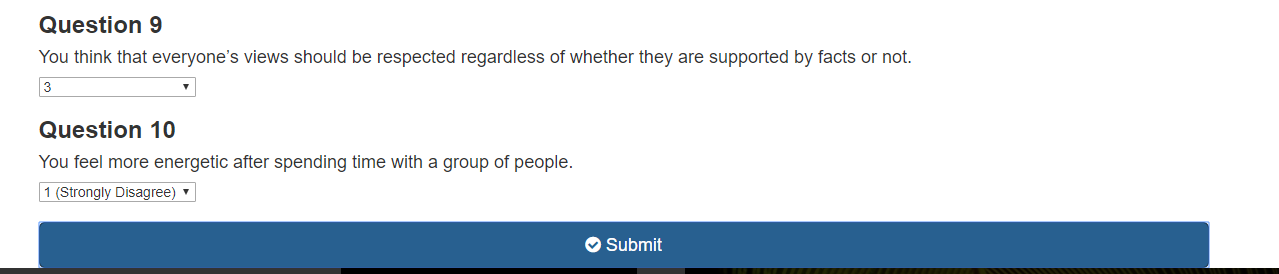 Question 9
You think that everyone’s views should be respected regardless of whether they are supported by facts or not.
3
Question 10
You feel more energetic after spending time with a group of people.
1 (Strongly Disagree)
Submit